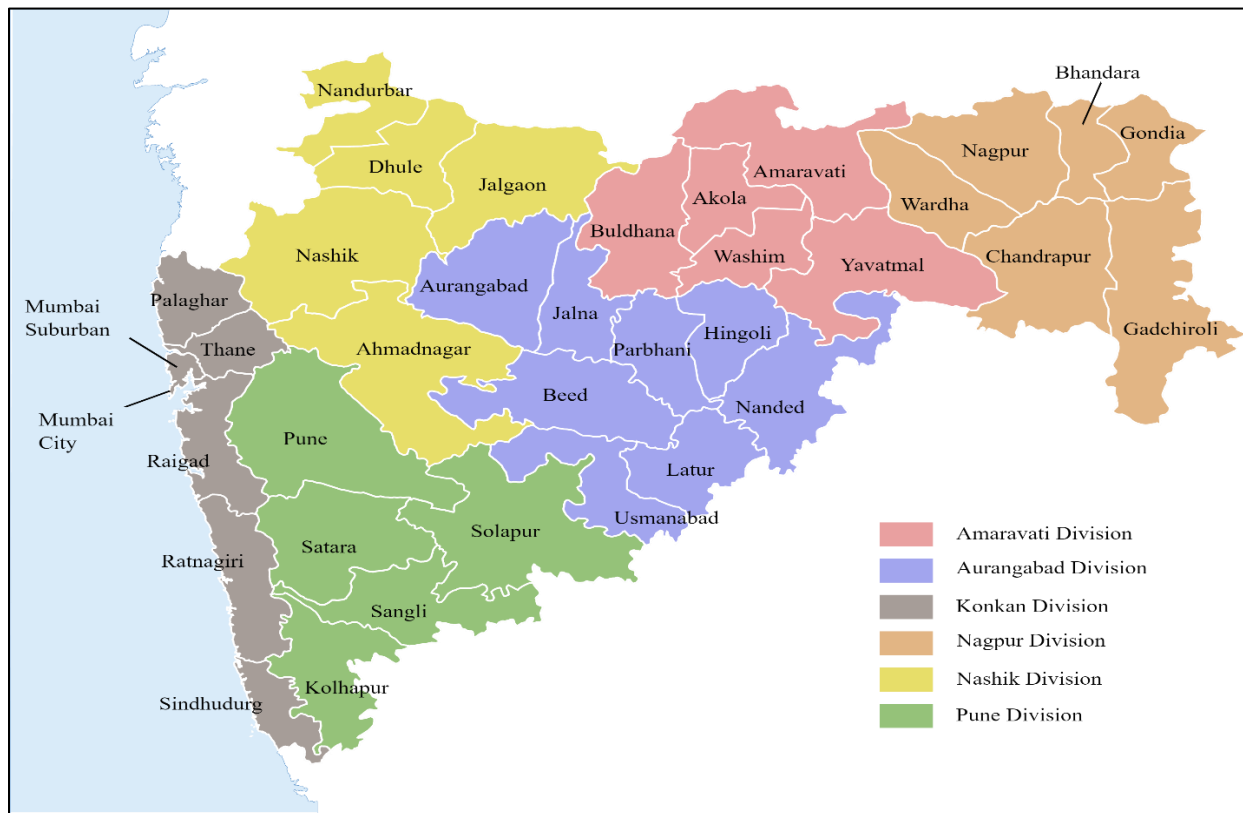 Nandurbar
Bhandara
Gondia
Nagpur
Dhule
Jalgaon
Amaravati
Akola
Wardha
Buldhana
Nashik
Washim
Chandrapur
Yavatmal
Aurangabad
Palaghar
Mumbai
Suburban
Jalna
Hingoli
Gadchiroli
Thane
Ahmadnagar
Parbhani
Beed
Nanded
Mumbai
City
Pune
Raigad
Latur
Usmanabad
Solapur
Satara
Ratnagiri
Sangli
Kolhapur
Sindhudurg
Amaravati Division
Aurangabad Division
Konkan Division
Nagpur Division
Nashik Division
Pune Division